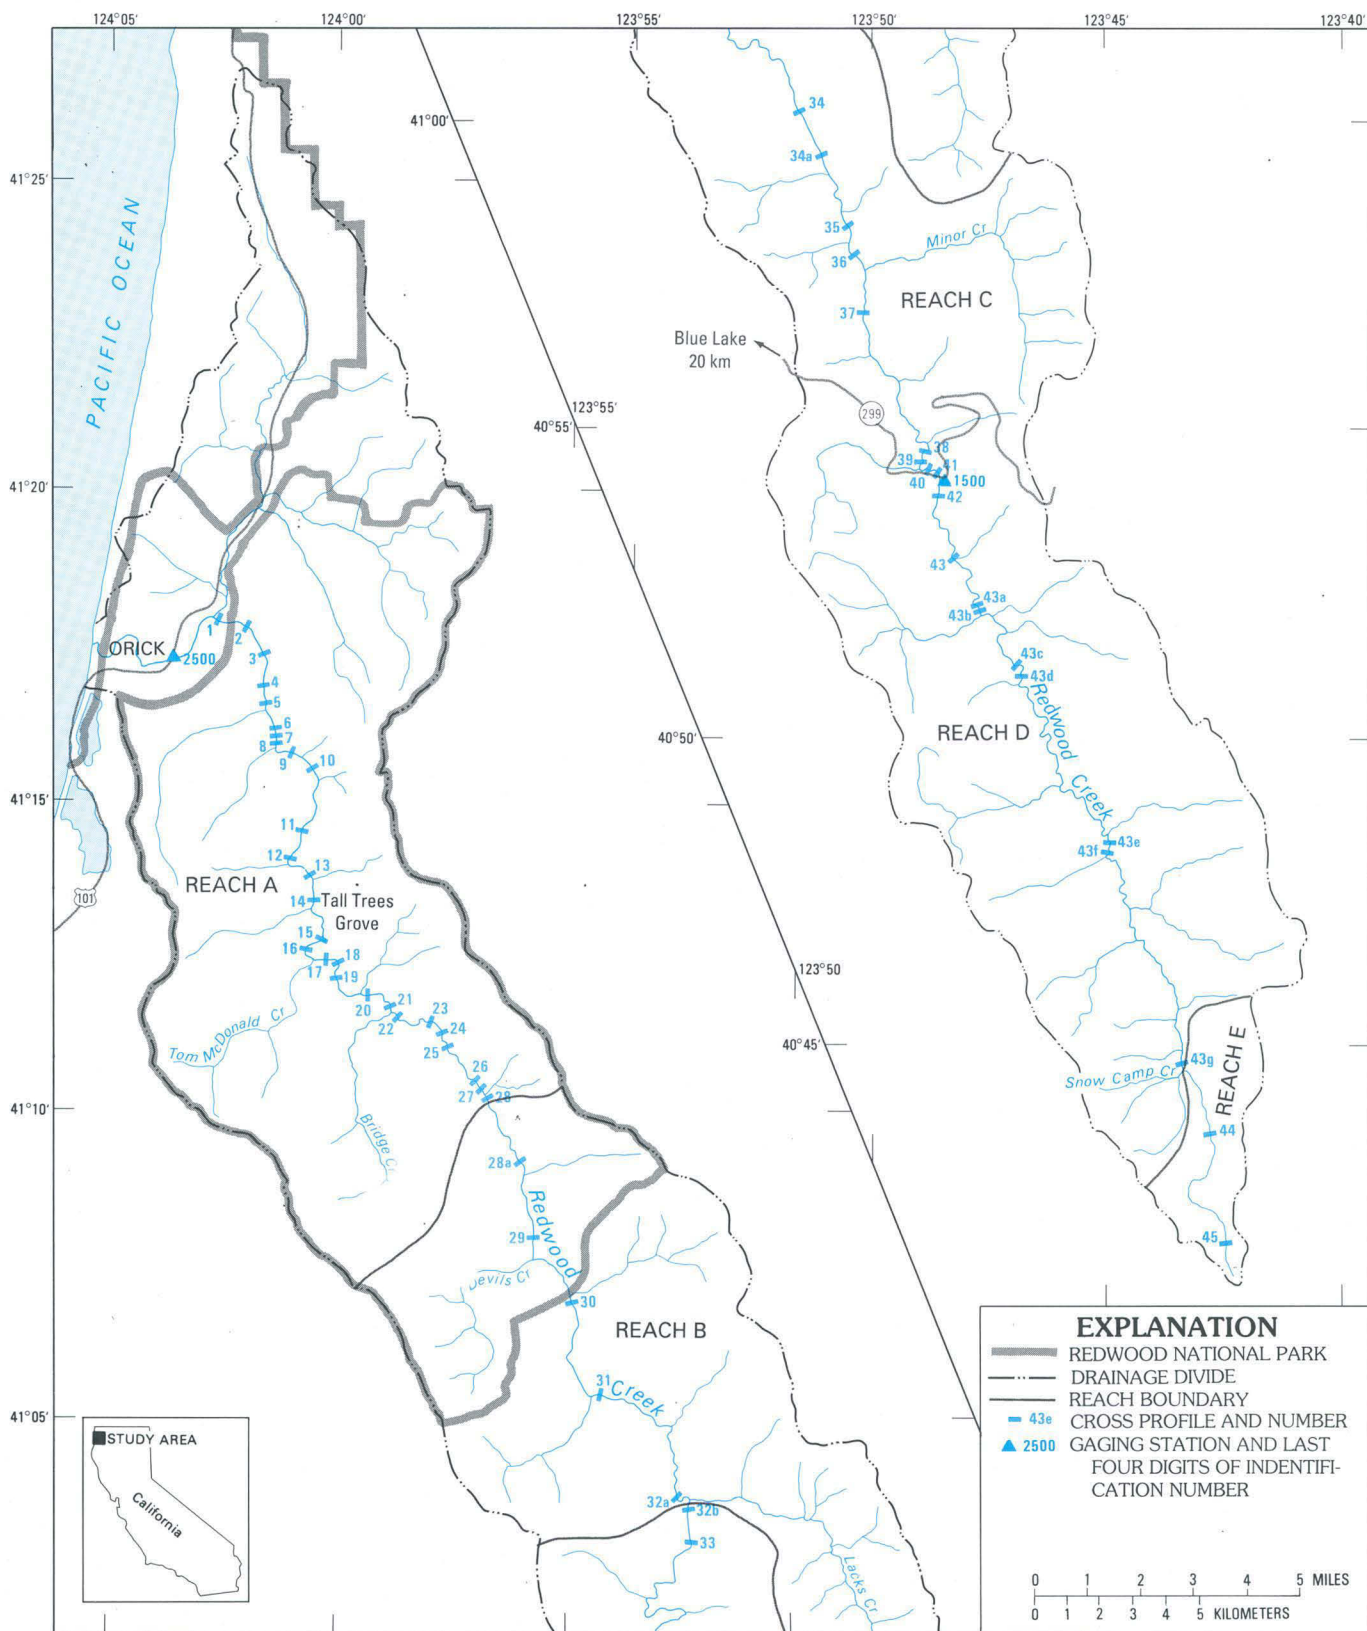 124°05'
124°00'
123°55'
123°50'
123°45'
123°40'
41°00'
41°25'
PACIFIC OCEAN
34
34a
35
36
Minor Cr
37
REACH C
Blue Lake
20 km
299
123°55'
40°55'
38
39
41
40
1500
42
41°20'
43
43a
43b
ORICK
2500
1
2
3
4
5
6
7
8
9
10
43c
43d
Redwood
Creek
REACH D
40°50'
41°15'
11
12
13
REACH A
14
Tall Trees
Grove
101
15
16
17
18
19
20
21
22
23
24
25
26
27
28
43e
43f
123°50
40°45'
Tom McDonald Cr
Bridge Cr
41°10'
43g
Snow Camp Cr
REACH E
44
45
28a
Redwood
29
Devils Cr
30
REACH B
31
Creek
41°05'
32a
32b
33
Lacks Cr
STUDY AREA
California
EXPLANATION
REDWOOD NATIONAL PARK
DRAINAGE DIVIDE
REACH BOUNDARY
43e CROSS PROFILE AND NUMBER
2500 GAGING STATION AND LAST
FOUR DIGITS OF INDENTIFI-
CATION NUMBER
0 1 2 3 4 5 MILES
0 1 2 3 4 5 KILOMETERS